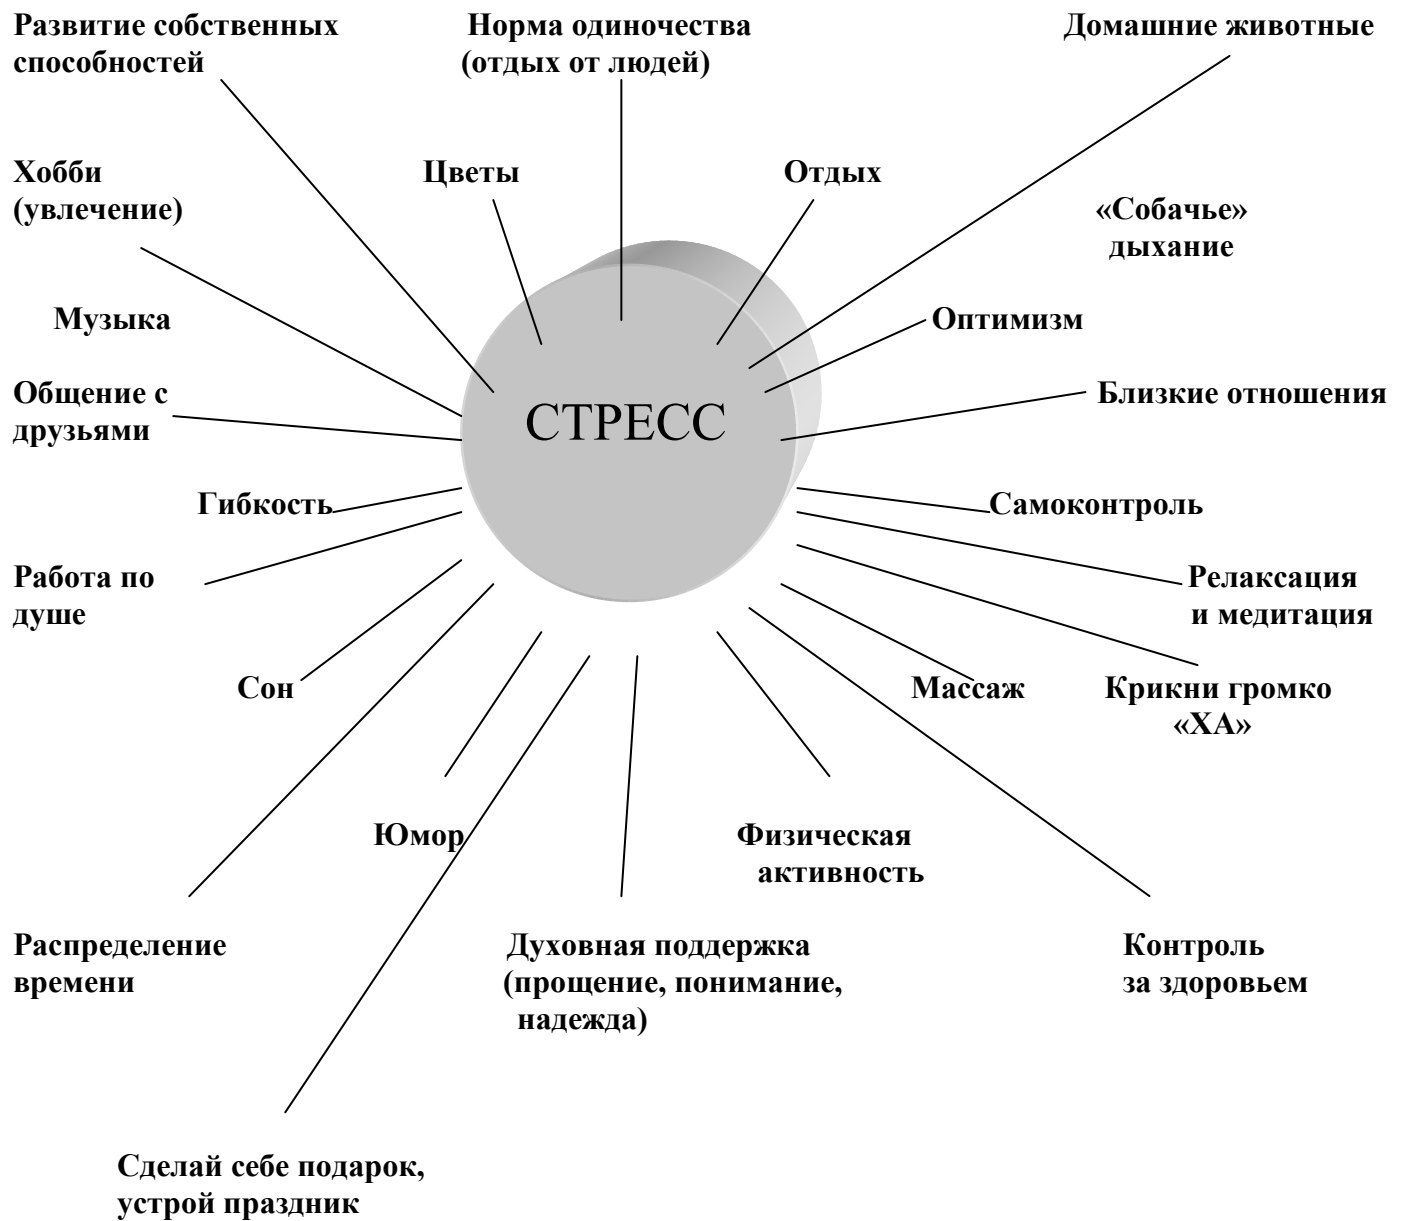 Развитие собственных
способностей
Норма одиночества
(отдых от людей)
Домашние животные
Хобби
(увлечение)
Цветы
Отдых
«Собачье»
дыхание
Музыка
Оптимизм
Общение с
друзьями
СТРЕСС
Близкие отношения
Гибкость
Самоконтроль
Работа по
душе
Релаксация
и медитация
Сон
Массаж
Крикни громко
«ХА»
Юмор
Физическая
активность
Распределение
времени
Духовная поддержка
(прощение, понимание,
надежда)
Контроль
за здоровьем
Сделай себе подарок,
устрой праздник